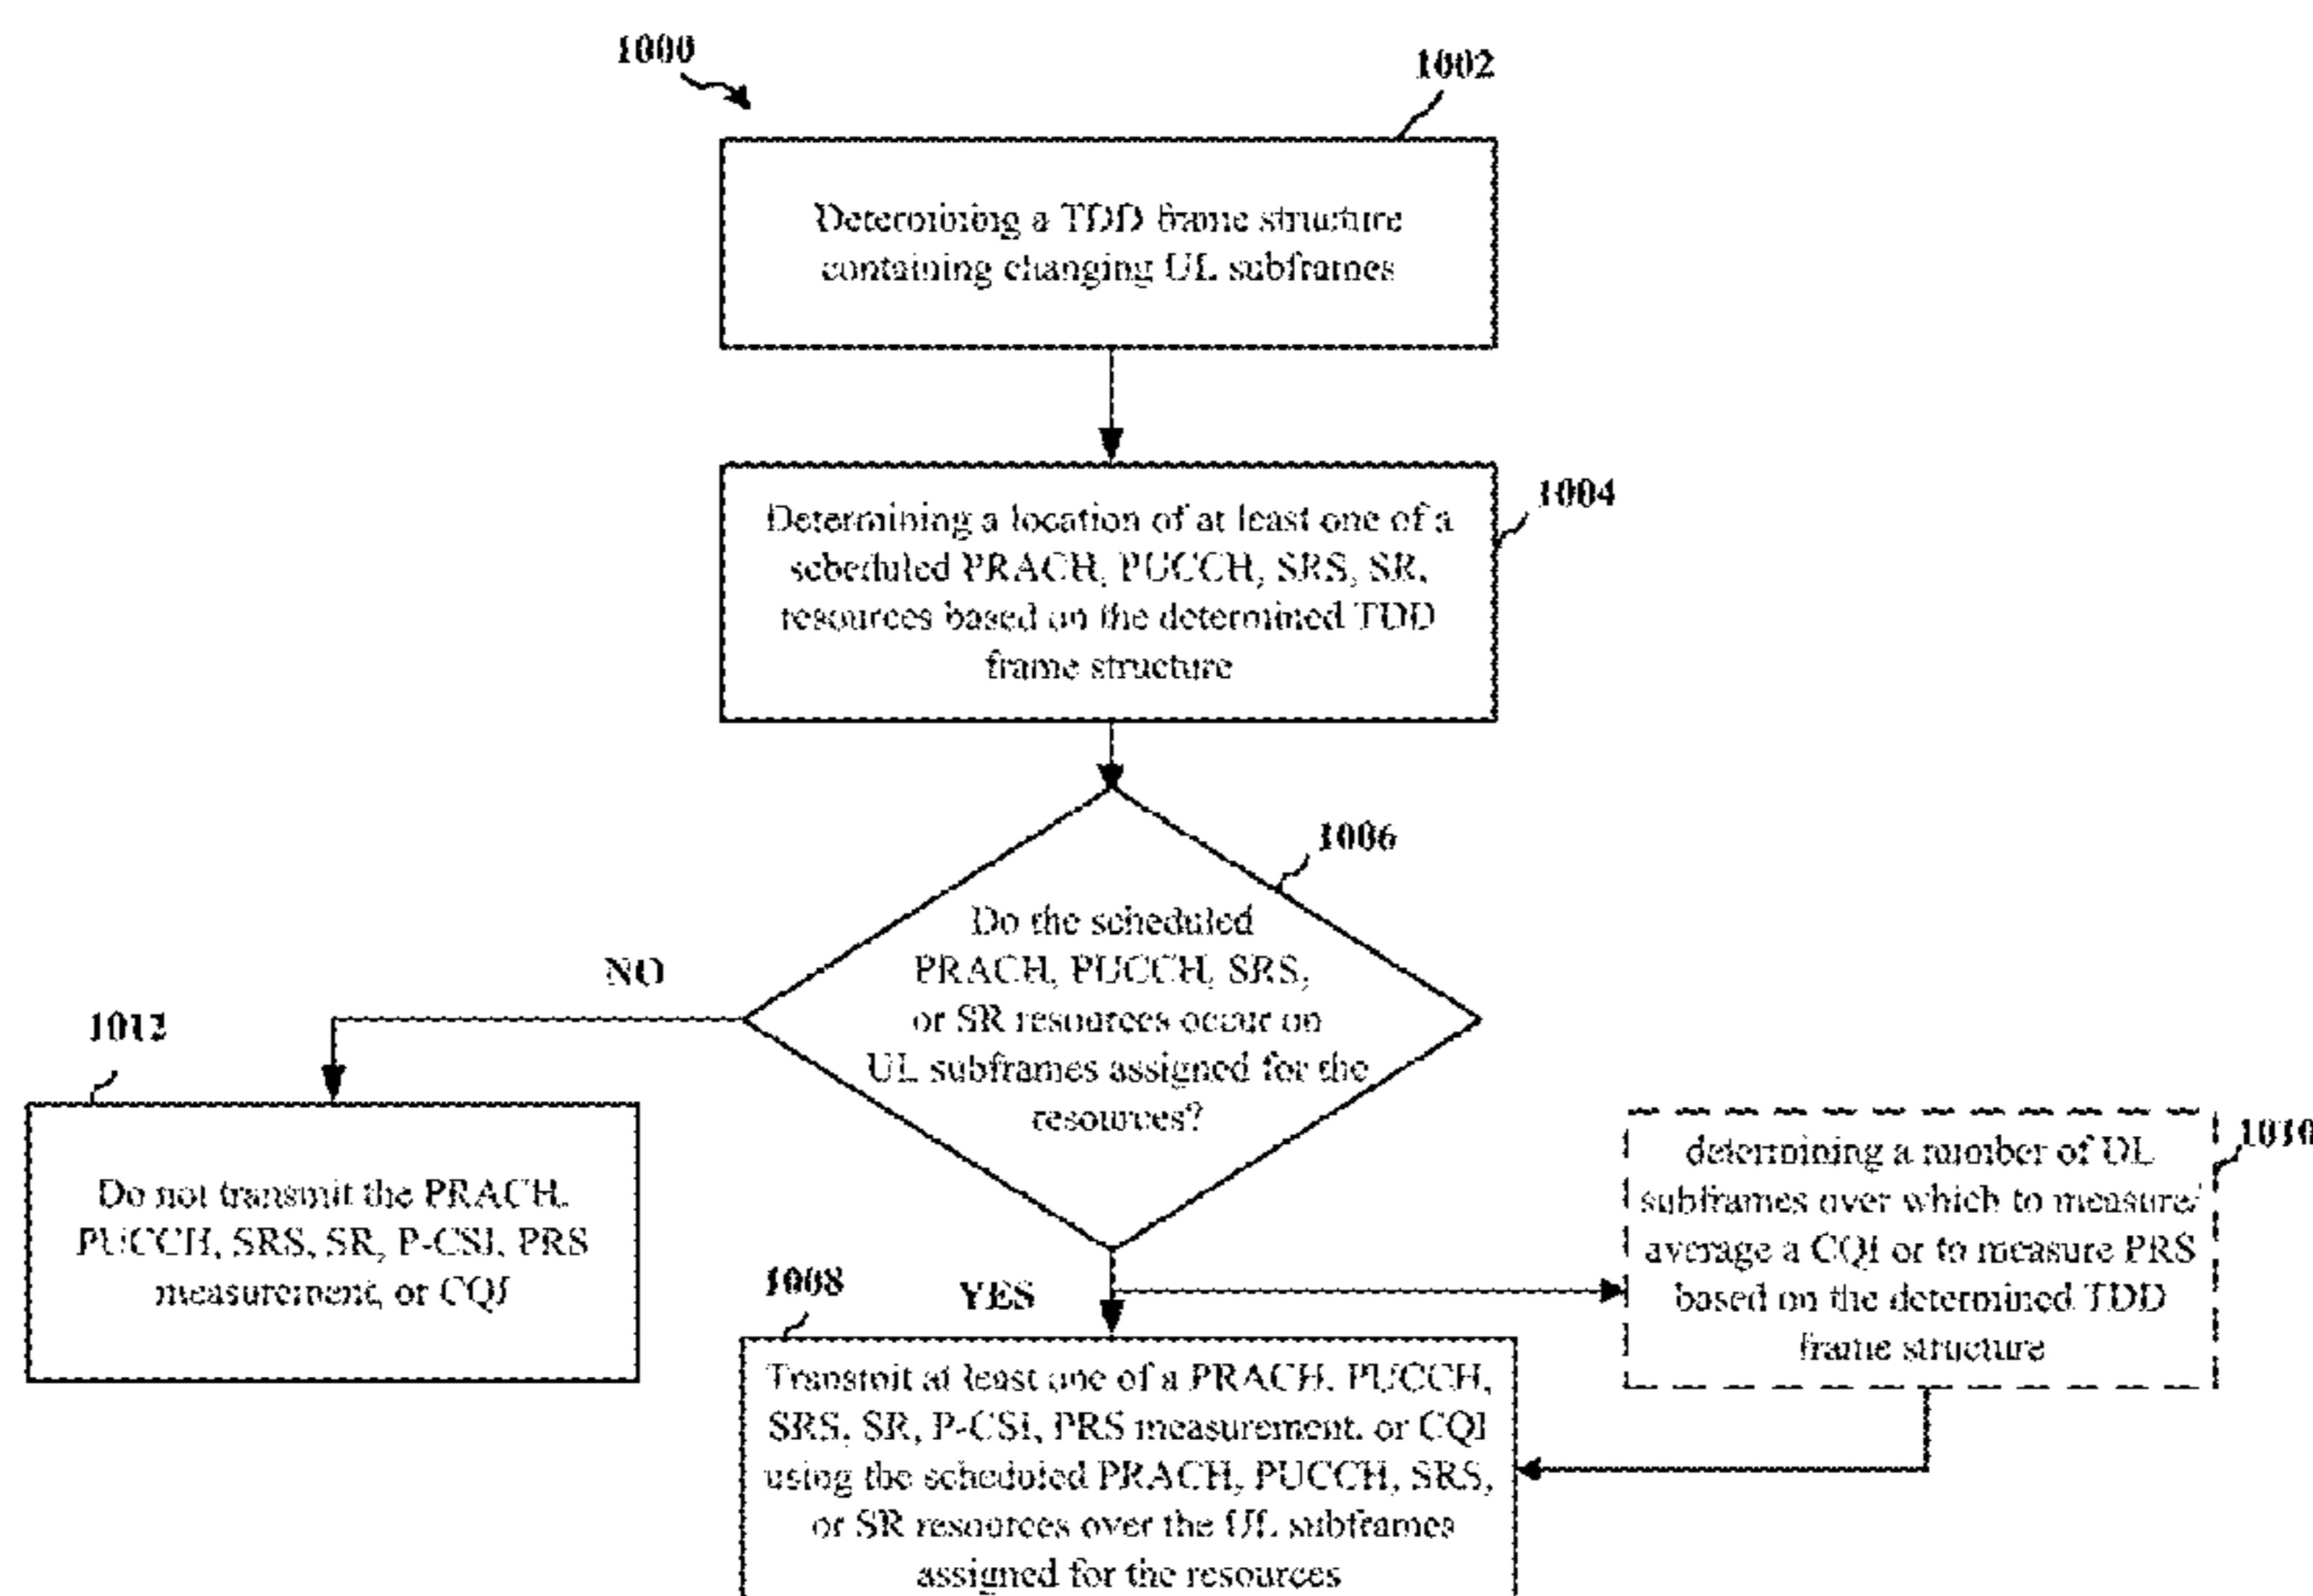 1000
1002
Determining a TDD frame structure
containing changing UL subframes
1004
Determining a location of at least one of a
scheduled PRACH, PUCCH, SRS, SR,
resources based on the determined TDD
frame structure
1006
Do the scheduled
PRACH, PUCCH, SRS,
or SR resources occur on
UL subframes assigned for the
resources?
NO
1012
Do not transmit the PRACH,
PUCCH, SRS, SR, P-CSI, PRS
measurement, or CQI
YES
1008
Transmit at least one of a PRACH, PUCCH,
SRS, SR, P-CSI, PRS measurement, or CQI
using the scheduled PRACH, PUCCH, SRS,
or SR resources over the UL subframes
assigned for the resources
1010
determining a number of DL
subframes over which to measure/
average a CQI or to measure PRS
based on the determined TDD
frame structure